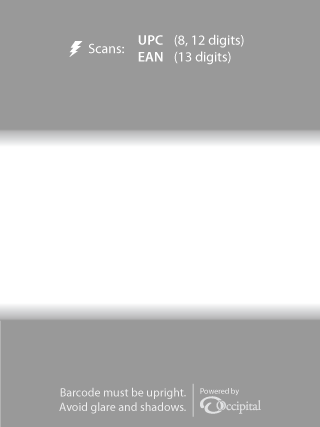 Scans: UPC (8, 12 digits)
EAN (13 digits)
Barcode must be upright.
Avoid glare and shadows.
Powered by
Occipital